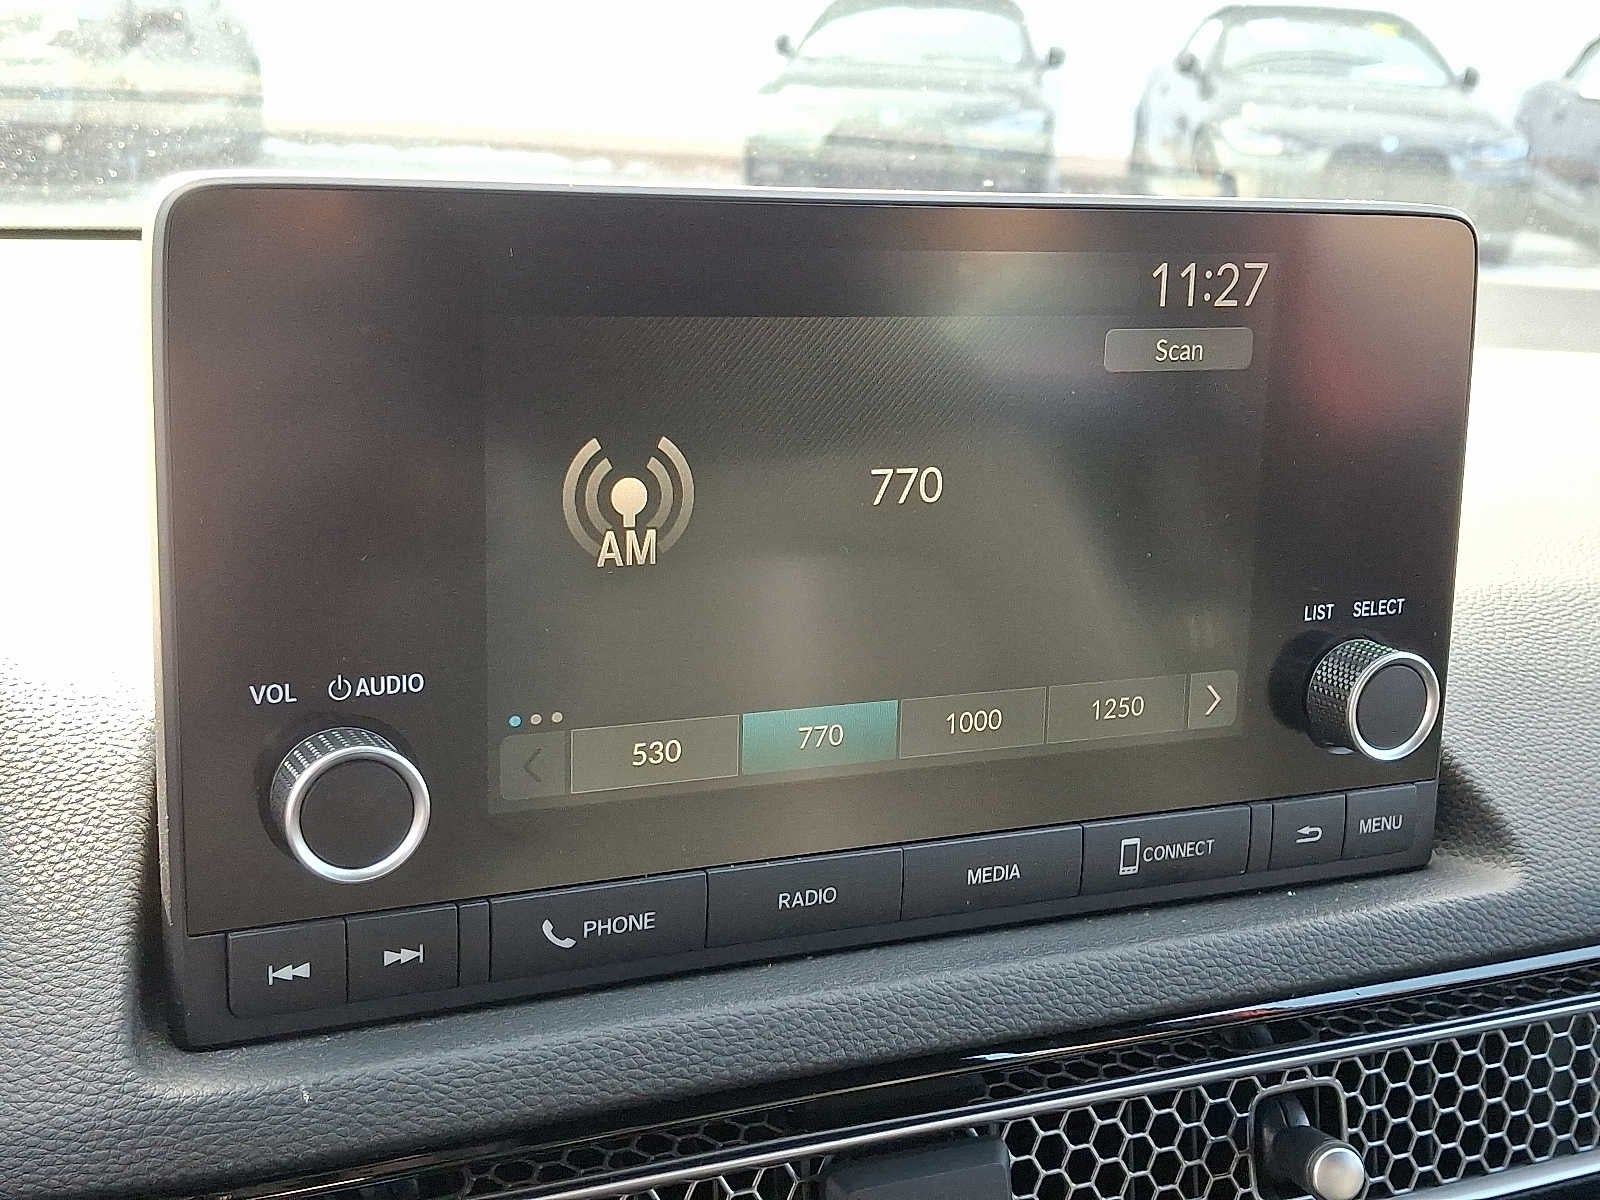 11:27
Scan
770
AM
LIST SELECT
VOL AUDIO
530 770 1000 1250
PHONE RADIO MEDIA CONNECT MENU